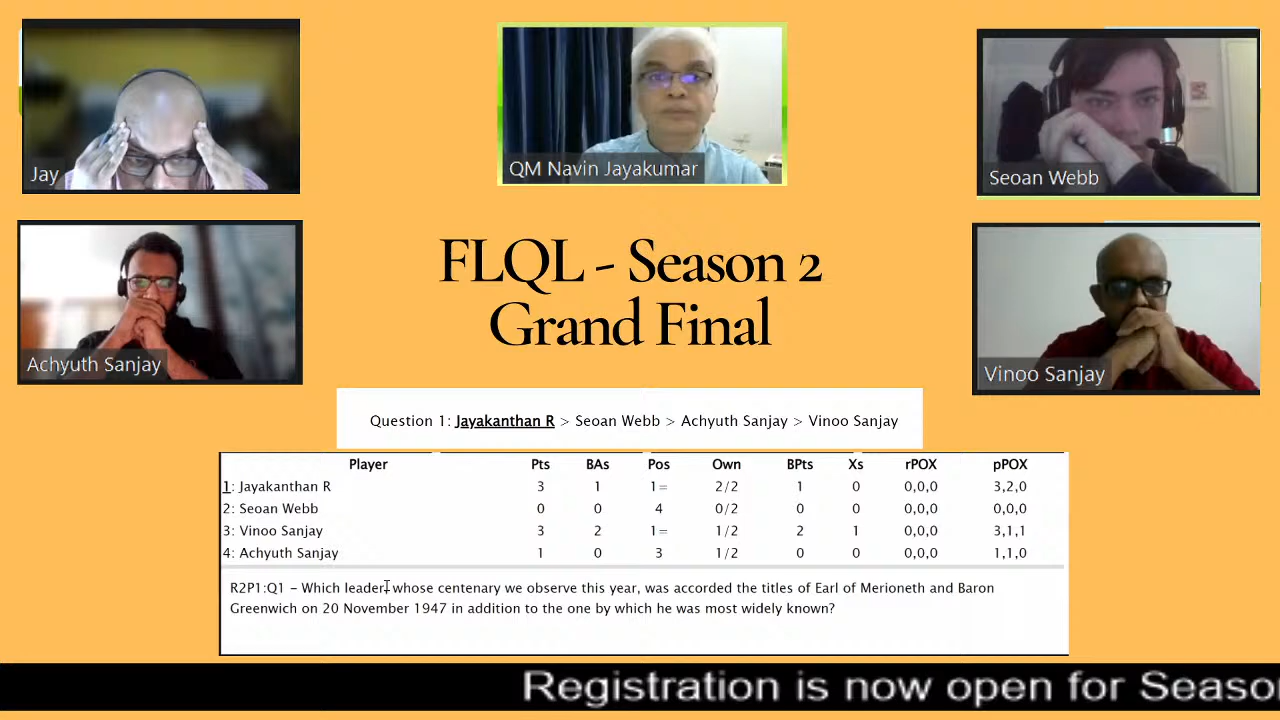 Jay
QM Navin Jayakumar
Seoan Webb
Achyuth Sanjay
Vinoo Sanjay
FLQL - Season 2
Grand Final
Question 1: Jayakanthan R > Seoan Webb > Achyuth Sanjay > Vinoo Sanjay
Player Pts BAs Pos Own BPts Xs rPOX pPOX
1: Jayakanthan R 3 1 1= 2/2 1 0 0,0,0 3,2,0
2: Seoan Webb 0 0 4 0/2 0 0 0,0,0 0,0,0
3: Vinoo Sanjay 3 2 1= 1/2 2 1 0,0,0 3,1,1
4: Achyuth Sanjay 1 0 3 1/2 0 0 0,0,0 1,1,0
R2P1:Q1 - Which leader, whose centenary we observe this year, was accorded the titles of Earl of Merioneth and Baron
Greenwich on 20 November 1947 in addition to the one by which he was most widely known?
Registration is now open for Seaso